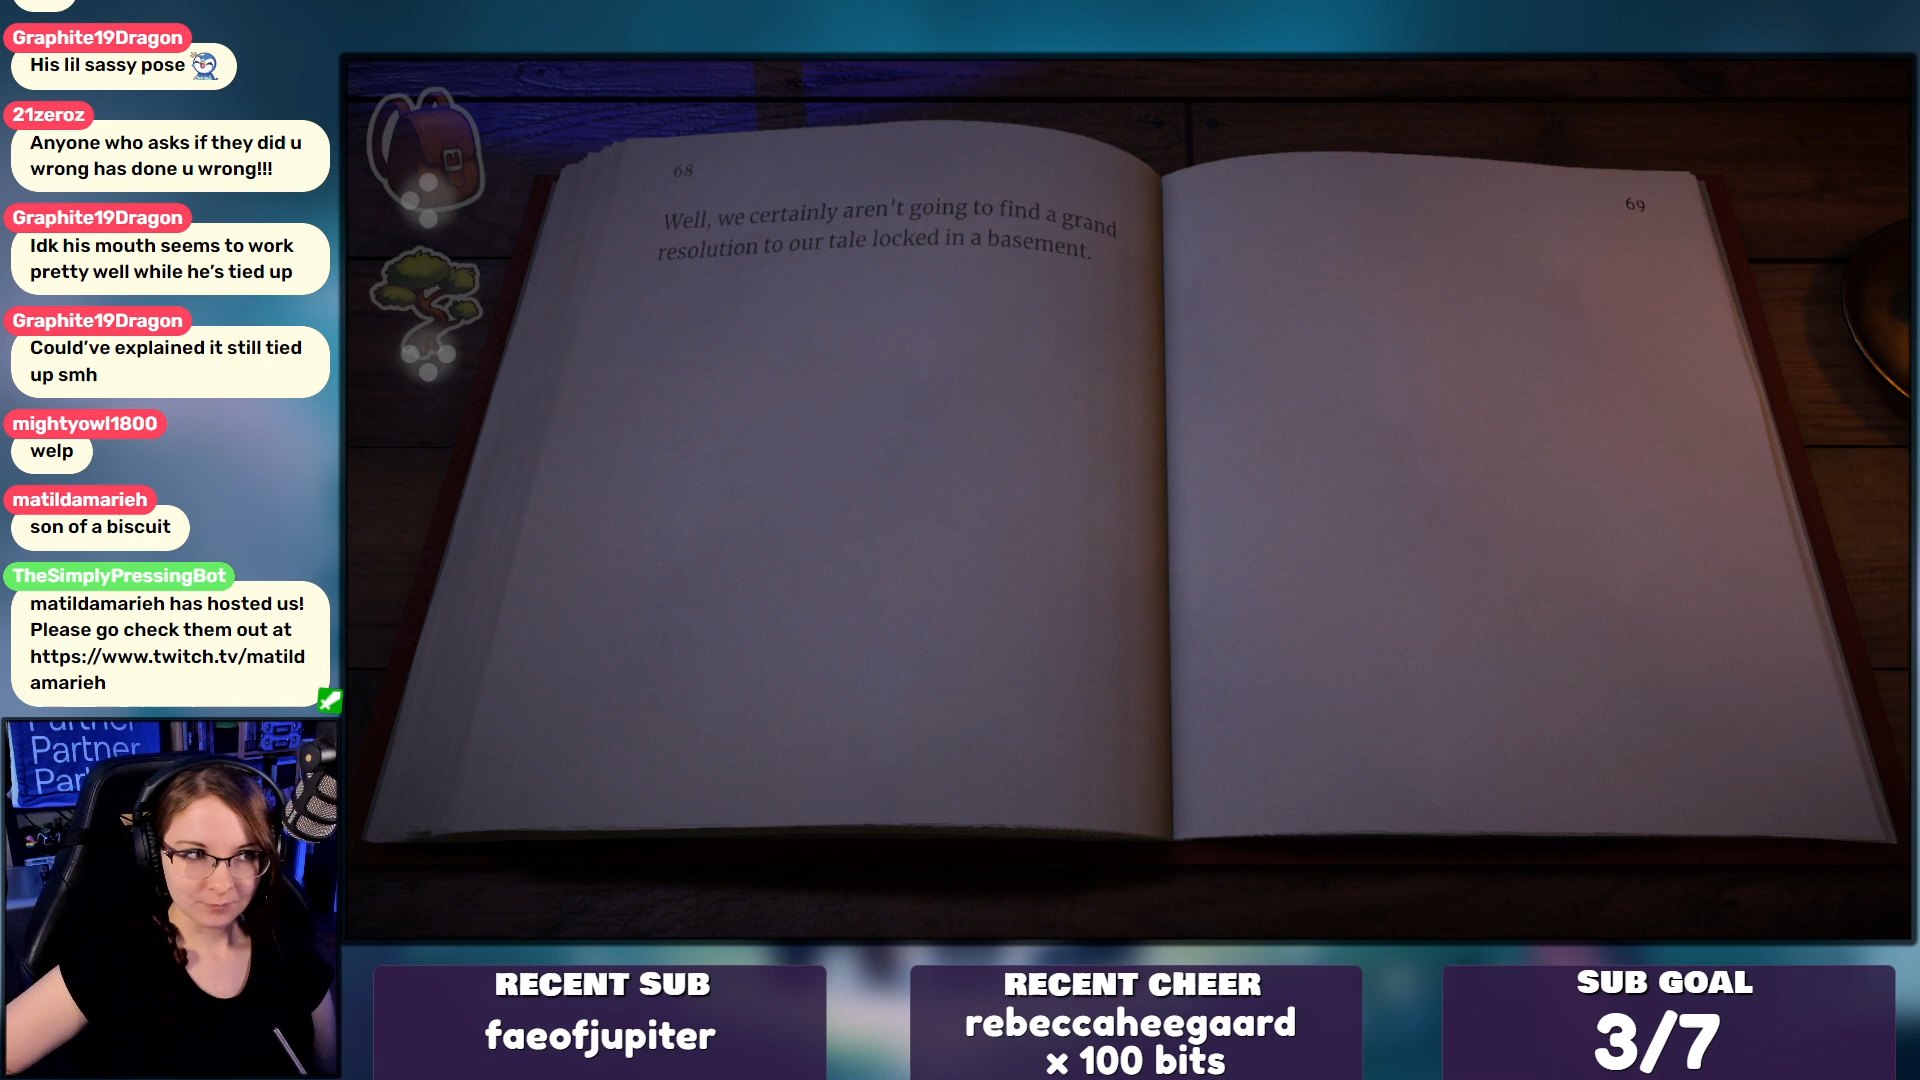 Graphite19Dragon
His lil sassy pose
21zeroz
Anyone who asks if they did u
wrong has done u wrong!!!
Graphite19Dragon
Idk his mouth seems to work
pretty well while he's tied up
Graphite19Dragon
Could've explained it still tied
up smh
mightyowl1800
welp
matildamarieh
son of a biscuit
TheSimplyPressingBot
matildamarieh has hosted us!
Please go check them out at
https://www.twitch.tv/matild
amarieh
68
Well, we certainly aren't going to find a grand
resolution to our tale locked in a basement.
69
Partner
Partner
Par
RECENT SUB
faeofjupiter
RECENT CHEER
rebeccaheegaard
x 100 bits
SUB GOAL
3/7